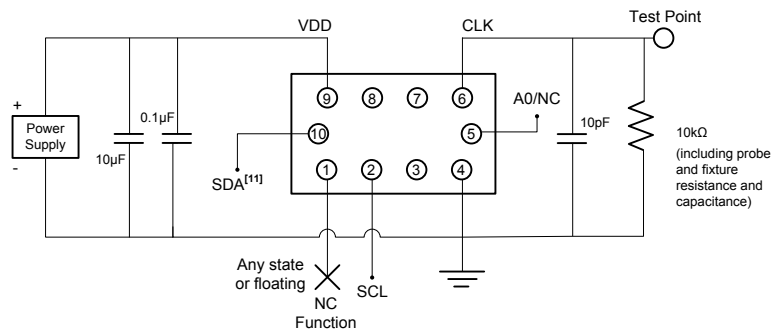 VDD
CLK
Test Point
9
8
7
6
A0/NC
+
Power
Supply
-
0.1µF
10µF
10
5
10pF
10kΩ
(including probe
and fixture
resistance and
capacitance)
SDA[11]
1
2
3
4
Any state
or floating
NC
Function
SCL